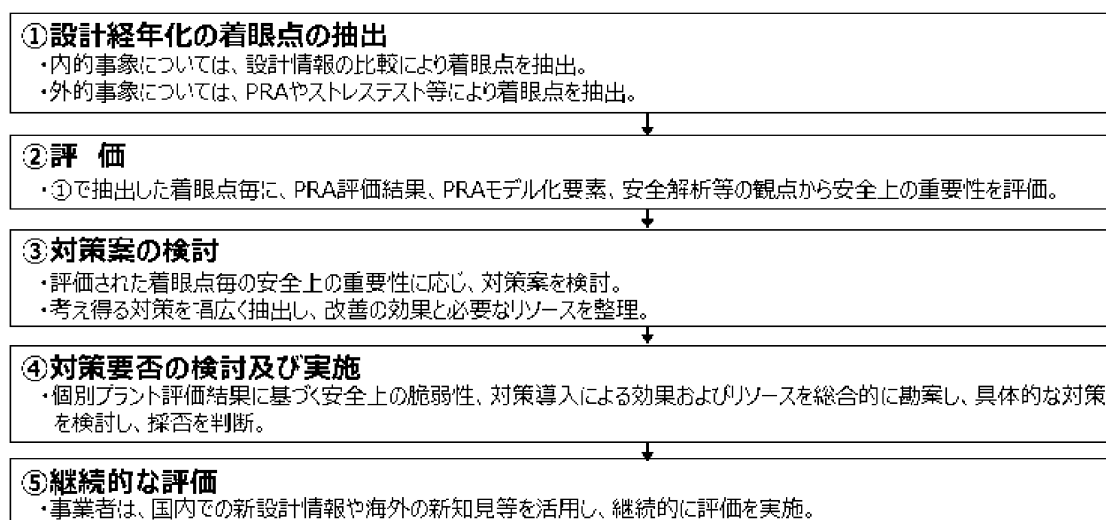 ①設計経年化の着眼点の抽出
・内的事象については、設計情報の比較により着眼点を抽出。
・外的事象については、PRAやストレステスト等により着眼点を抽出。
②評 価
・①で抽出した着眼点毎に、PRA評価結果、PRAモデル化要素、安全解析等の観点から安全上の重要性を評価。
③対策案の検討
・評価された着眼点毎の安全上の重要性に応じ、対策案を検討。
・考え得る対策を幅広く抽出し、改善の効果と必要なリソースを整理。
④対策要否の検討及び実施
・個別プラント評価結果に基づく安全上の脆弱性、対策導入による効果およびリソースを総合的に勘案し、具体的な対策
を検討し、採否を判断。
⑤継続的な評価
・事業者は、国内での新設計情報や海外の新知見等を活用し、継続的に評価を実施。